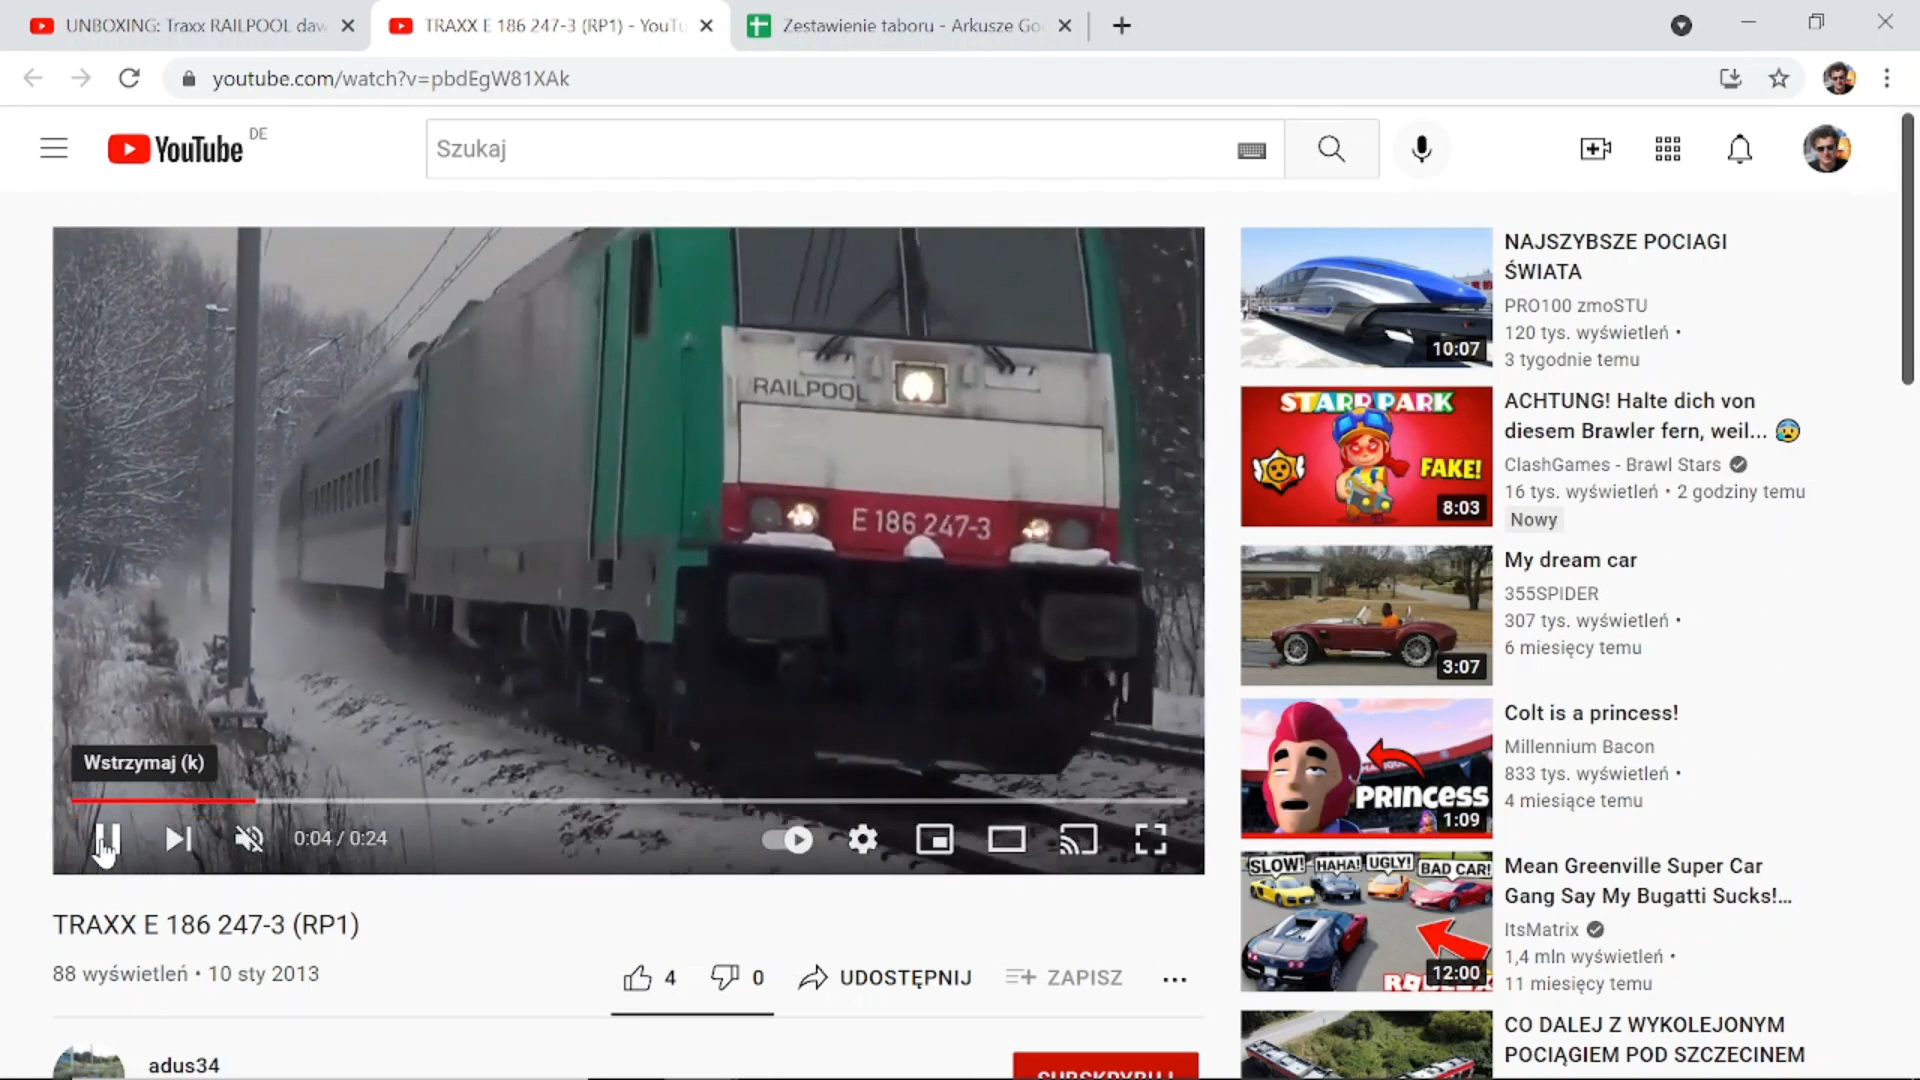 UNBOXING: Traxx RAILPOOL daw
TRAXX E 186 247-3 (RP1) - YouTu
Zestawienie taboru - Arkusze Go
youtube.com/watch?v=pbdEgW81XAk
YouTube
DE
Szukaj
RAILPOOL
E 186 247-3
Wstrzymaj (k)
0:04 / 0:24
TRAXX E 186 247-3 (RP1)
88 wyświetleń • 10 sty 2013
4
0
UDOSTĘPNIJ
ZAPISZ
adus34
SUBSKRYBUJ
10:07
NAJSZYBSZE POCIAGI
ŚWIATA
PRO100 zmoSTU
120 tys. wyświetleń •
3 tygodnie temu
STARR PARK
FAKE!
8:03
ACHTUNG! Halte dich von
diesem Brawler fern, weil...
ClashGames - Brawl Stars
16 tys. wyświetleń • 2 godziny temu
Nowy
3:07
My dream car
355SPIDER
307 tys. wyświetleń •
6 miesięcy temu
PRINCESS
1:09
Colt is a princess!
Millennium Bacon
833 tys. wyświetleń •
4 miesiące temu
SLOW! HAHA! UGLY! BAD CAR!
12:00
Mean Greenville Super Car
Gang Say My Bugatti Sucks!...
ItsMatrix
1,4 mln wyświetleń •
11 miesięcy temu
CO DALEJ Z WYKOLEJONYM
POCIĄGIEM POD SZCZECINEM